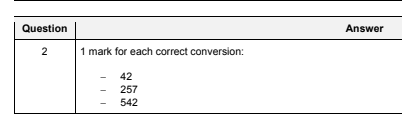 Question Answer
2 1 mark for each correct conversion:
– 42
– 257
– 542